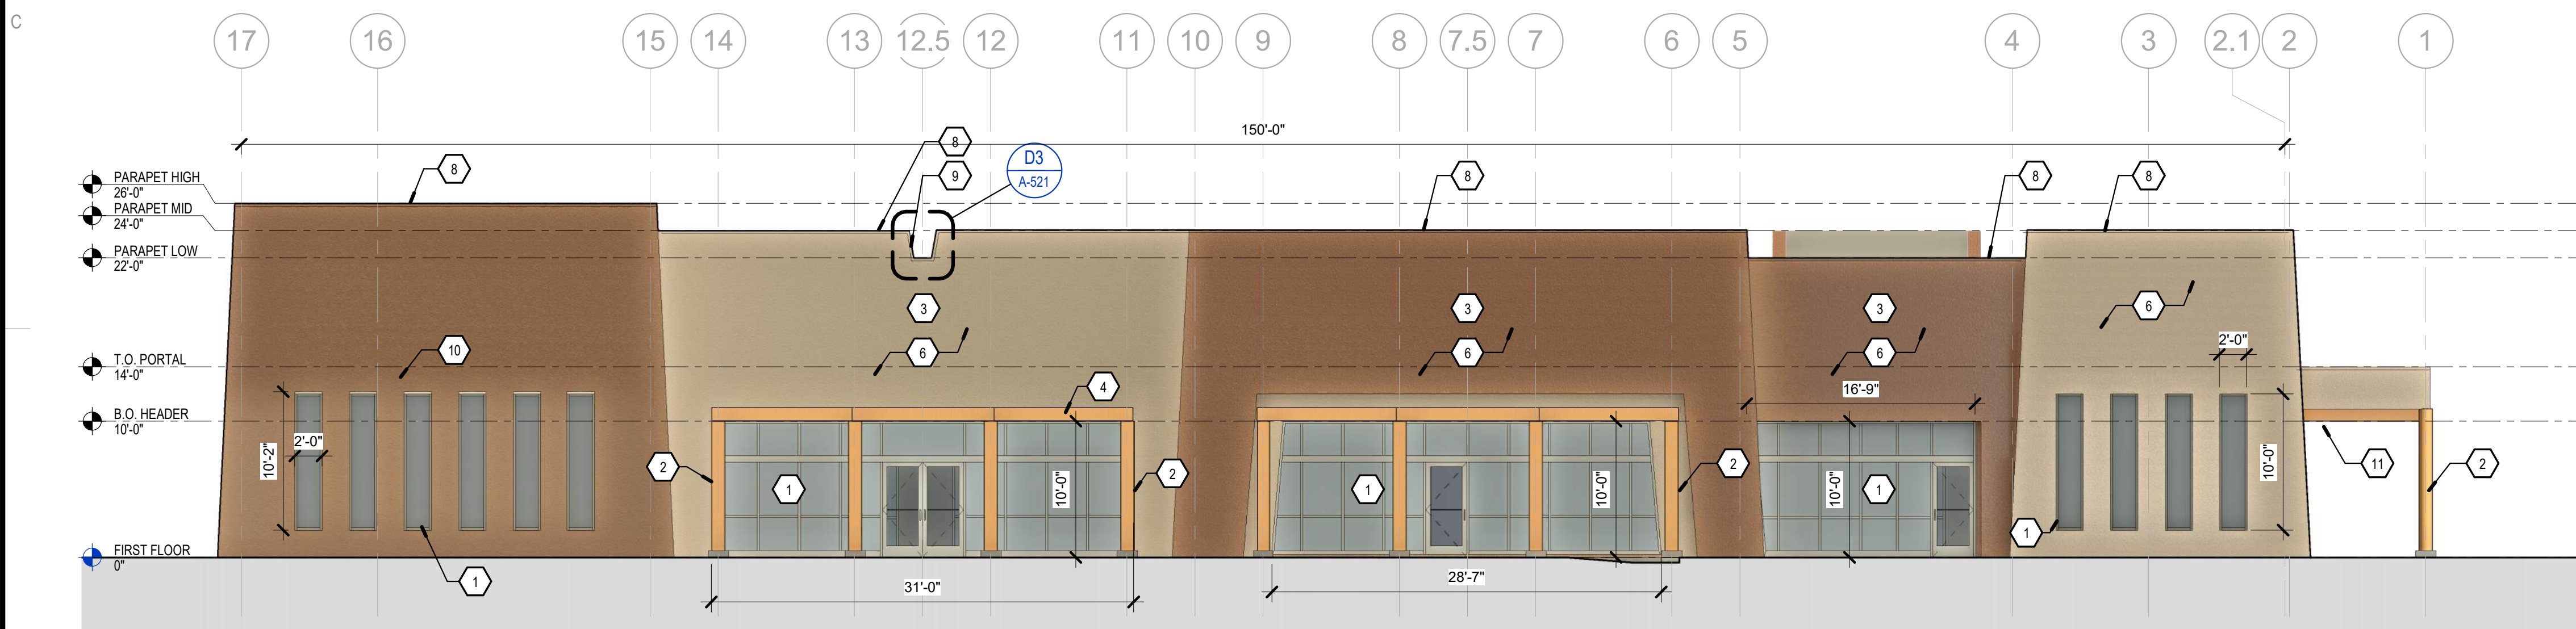 C
17 16 15 14 13 12.5 12 11 10 9 8 7.5 7 6 5 4 3 2.1 2 1
150'-0"
8
D3
8 9 A-521 8 8 8
PARAPET HIGH
26'-0"
PARAPET MID
24'-0"
PARAPET LOW
22'-0"
3 3 3 6
10 6 6 6 2'-0"
T.O. PORTAL
14'-0"
4 16'-9"
B.O. HEADER
10'-0"
2'-0"
10'-2" 2 2 2 10'-0" 11 2
1 10'-0" 1 10'-0" 10'-0" 1
1
FIRST FLOOR
0"
1
31'-0" 28'-7"